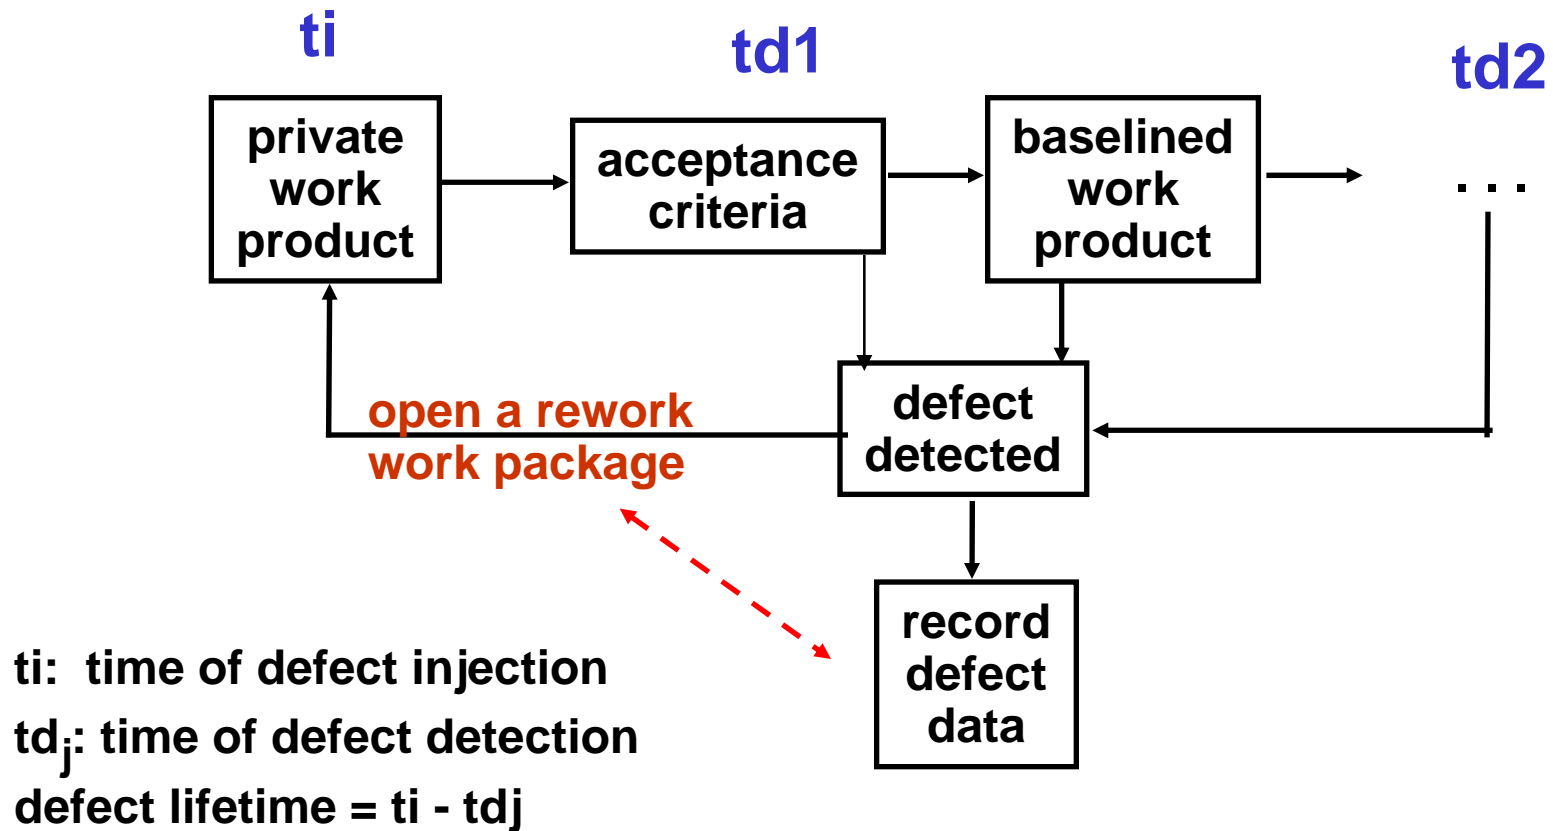 ti
td1
td2
private
work
product
acceptance
criteria
baselined
work
product
. . .
open a rework
work package
defect
detected
record
defect
data
ti: time of defect injection
tdj: time of defect detection
defect lifetime = ti - tdj